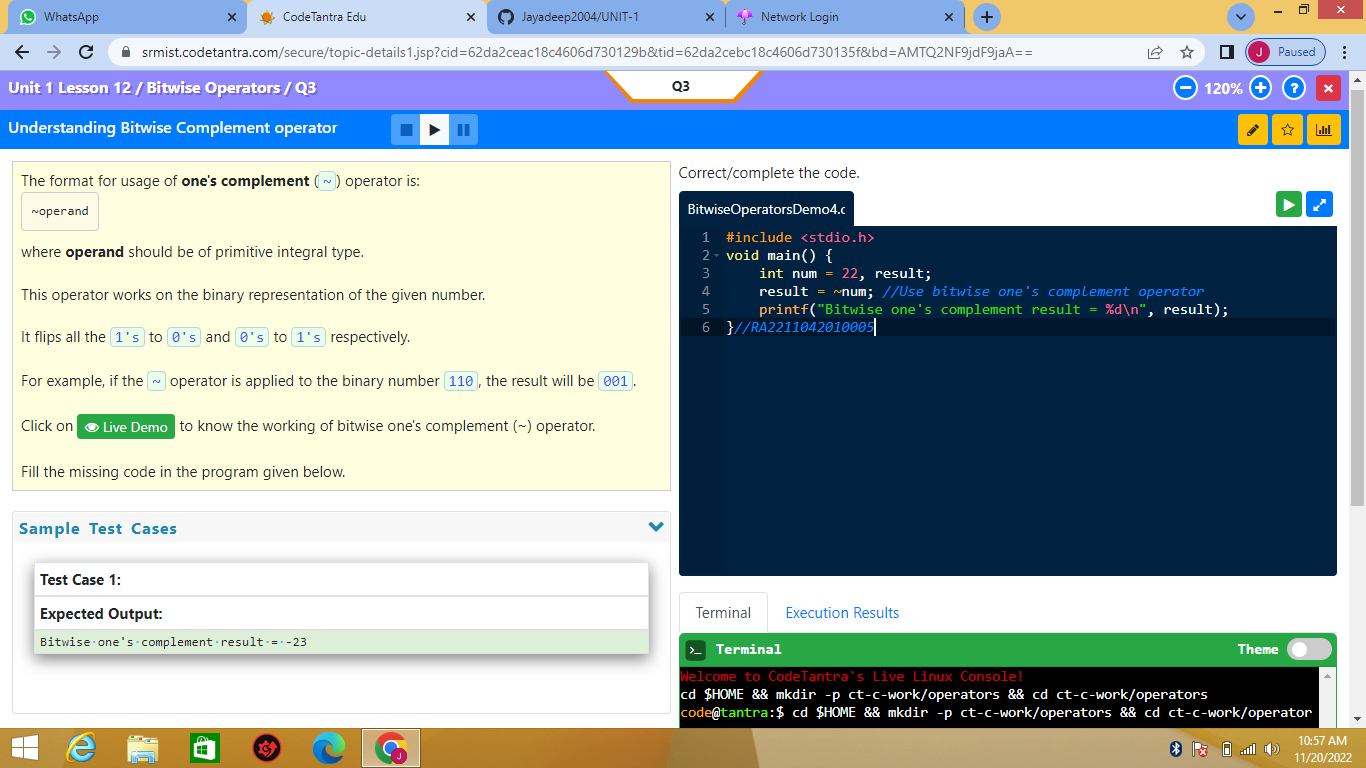 WhatsApp
CodeTantra Edu
Jayadeep2004/UNIT-1
Network Login
srmist.codetantra.com/secure/topic-details1.jsp?cid=62da2ceac18c4606d730129b&tid=62da2cebc18c4606d730135f&bd=AMTQ2NF9jdF9jaA==
J Paused
Unit 1 Lesson 12 / Bitwise Operators / Q3
Q3
120%
?
Understanding Bitwise Complement operator
The format for usage of one's complement ( ~ ) operator is:
~operand
where operand should be of primitive integral type.
This operator works on the binary representation of the given number.
It flips all the 1's to 0's and 0's to 1's respectively.
For example, if the ~ operator is applied to the binary number 110, the result will be 001.
Click on Live Demo to know the working of bitwise one's complement (~) operator.
Fill the missing code in the program given below.
Sample Test Cases
Test Case 1:
Expected Output:
Bitwise·one's·complement·result·=·-23
Correct/complete the code.
BitwiseOperatorsDemo4.c
1 #include <stdio.h>
2 void main() {
3 int num = 22, result;
4 result = ~num; //Use bitwise one's complement operator
5 printf("Bitwise one's complement result = %d\n", result);
6 }//RA2211042010005
Terminal
Execution Results
>_ Terminal
Theme
Welcome to CodeTantra's Live Linux Console!
cd $HOME && mkdir -p ct-c-work/operators && cd ct-c-work/operators
code@tantra:$ cd $HOME && mkdir -p ct-c-work/operators && cd ct-c-work/operator
J
10:57 AM
11/20/2022